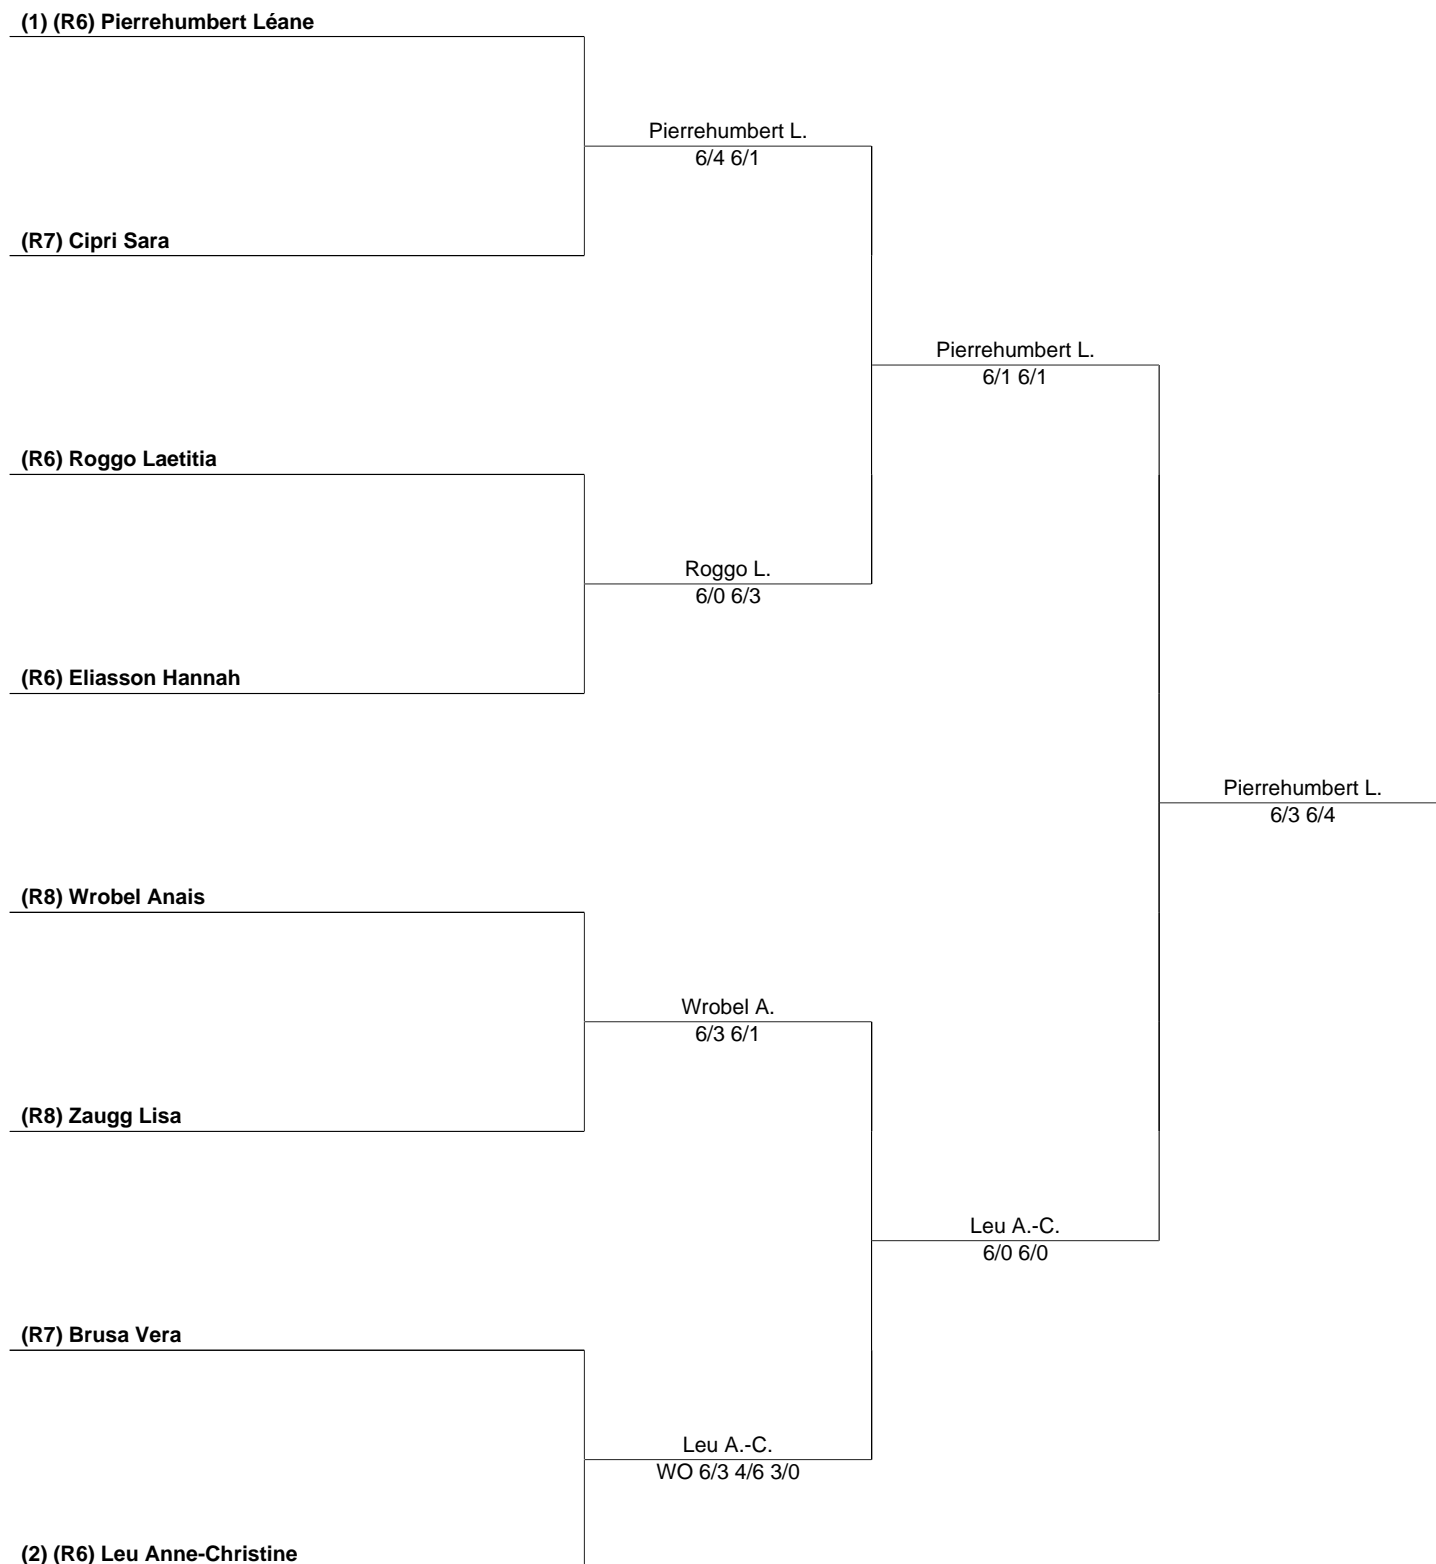 (1) (R6) Pierrehumbert Léane
Pierrehumbert L.
6/4 6/1
(R7) Cipri Sara
Pierrehumbert L.
6/1 6/1
(R6) Roggo Laetitia
Roggo L.
6/0 6/3
(R6) Eliasson Hannah
Pierrehumbert L.
6/3 6/4
(R8) Wrobel Anais
Wrobel A.
6/3 6/1
(R8) Zaugg Lisa
Leu A.-C.
6/0 6/0
(R7) Brusa Vera
Leu A.-C.
WO 6/3 4/6 3/0
(2) (R6) Leu Anne-Christine